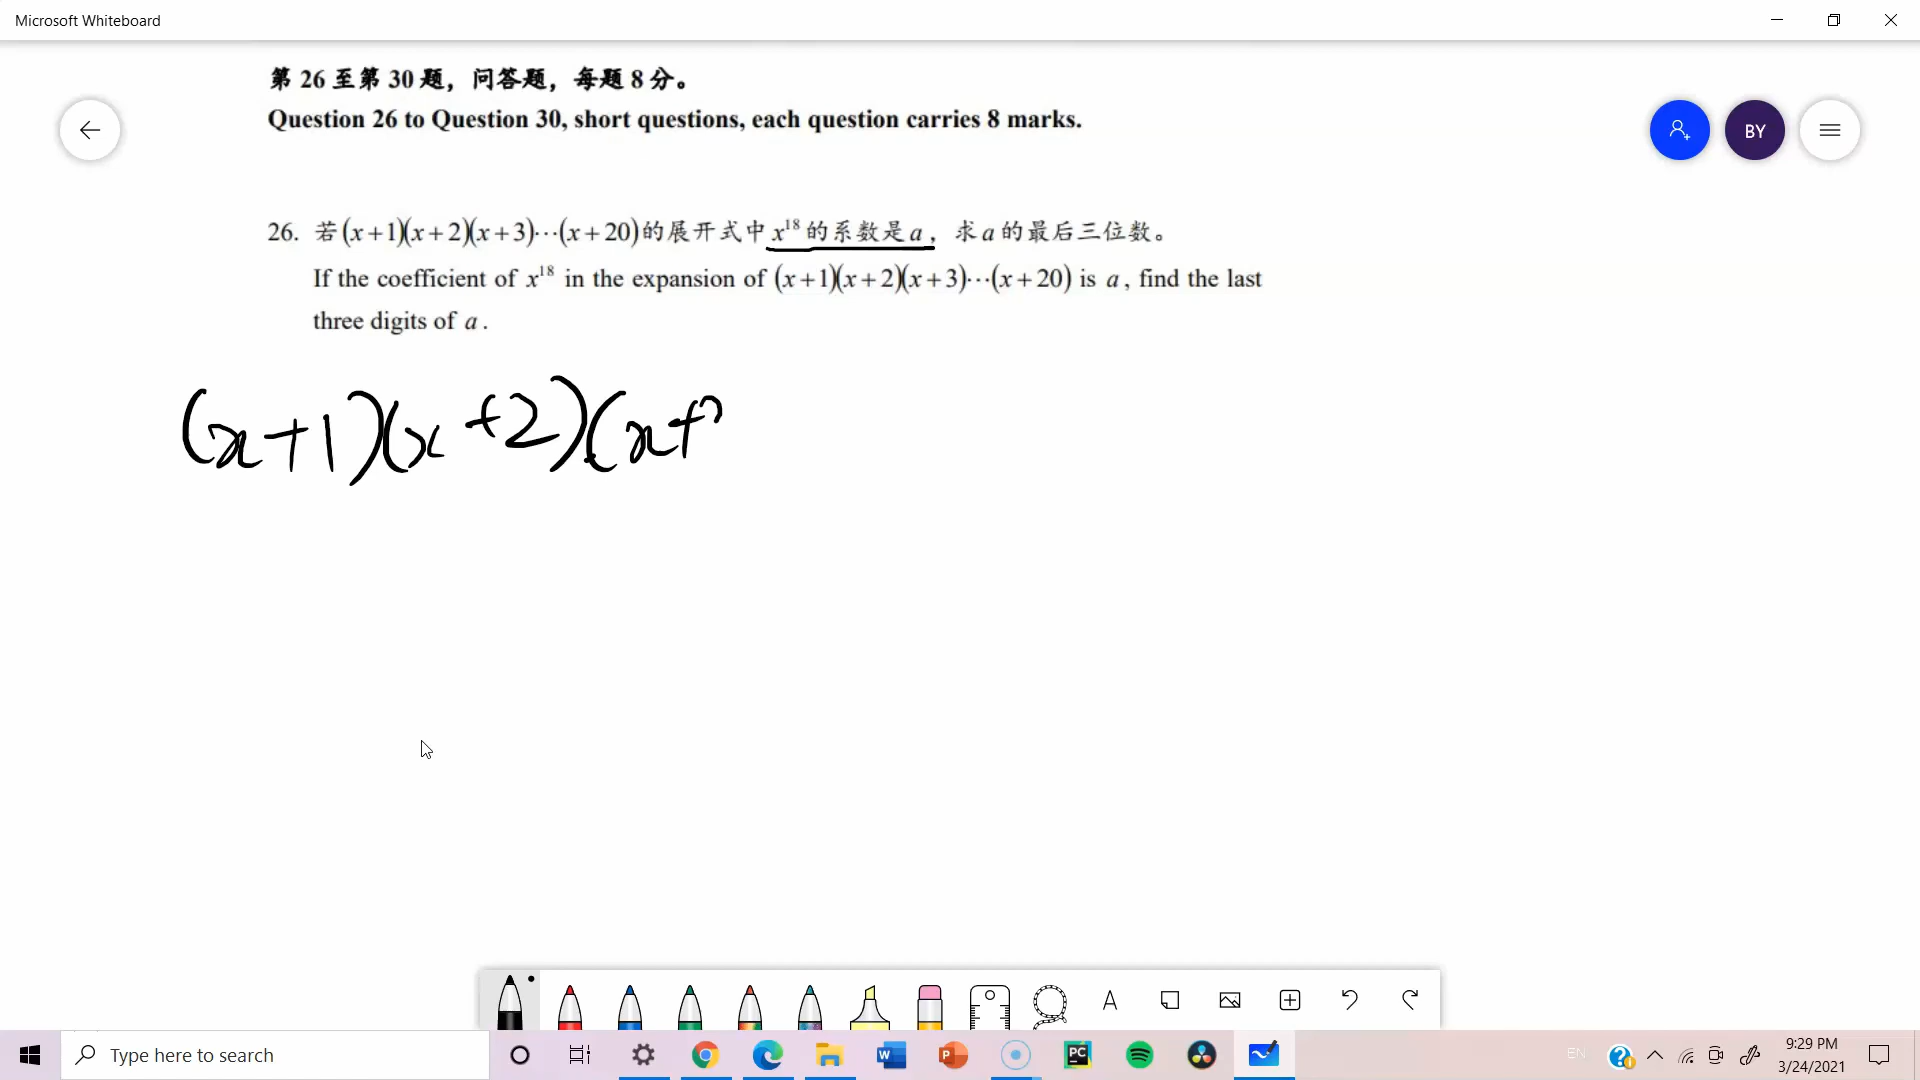 Microsoft Whiteboard
第 26 至第 30 题，问答题，每题 8 分。
Question 26 to Question 30, short questions, each question carries 8 marks.
BY
26. 若(x+1)(x+2)(x+3)⋯(x+20)的展开式中x¹⁸的系数是a，求a的最后三位数。
If the coefficient of x¹⁸ in the expansion of (x+1)(x+2)(x+3)⋯(x+20) is a, find the last
three digits of a.
(x+1)(x+2)(x+
A
Type here to search
W
P
PC
EN
9:29 PM
3/24/2021